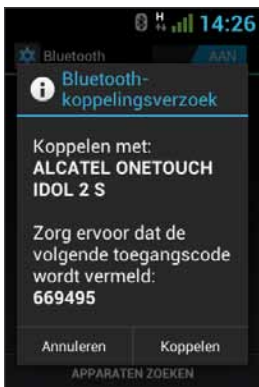 H 14:26
Bluetooth AAN
Bluetooth-
koppelingsverzoek
Koppelen met:
ALCATEL ONETOUCH
IDOL 2 S
Zorg ervoor dat de
volgende toegangscode
wordt vermeld:
669495
Annuleren Koppelen
APPARATEN ZOEKEN